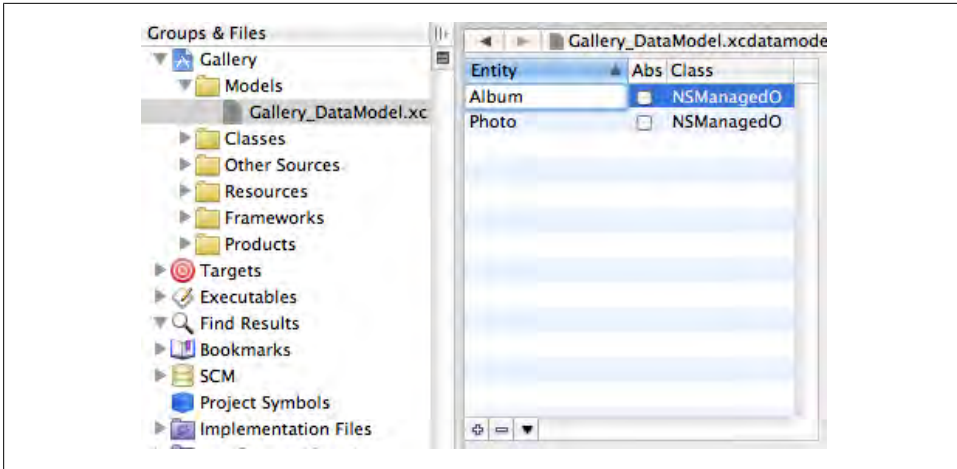 Groups & Files
Gallery
Models
Gallery_DataModel.xc
Classes
Other Sources
Resources
Frameworks
Products
Targets
Executables
Find Results
Bookmarks
SCM
Project Symbols
Implementation Files
Gallery_DataModel.xcdatamode
Entity Abs Class
Album NSManagedO
Photo NSManagedO